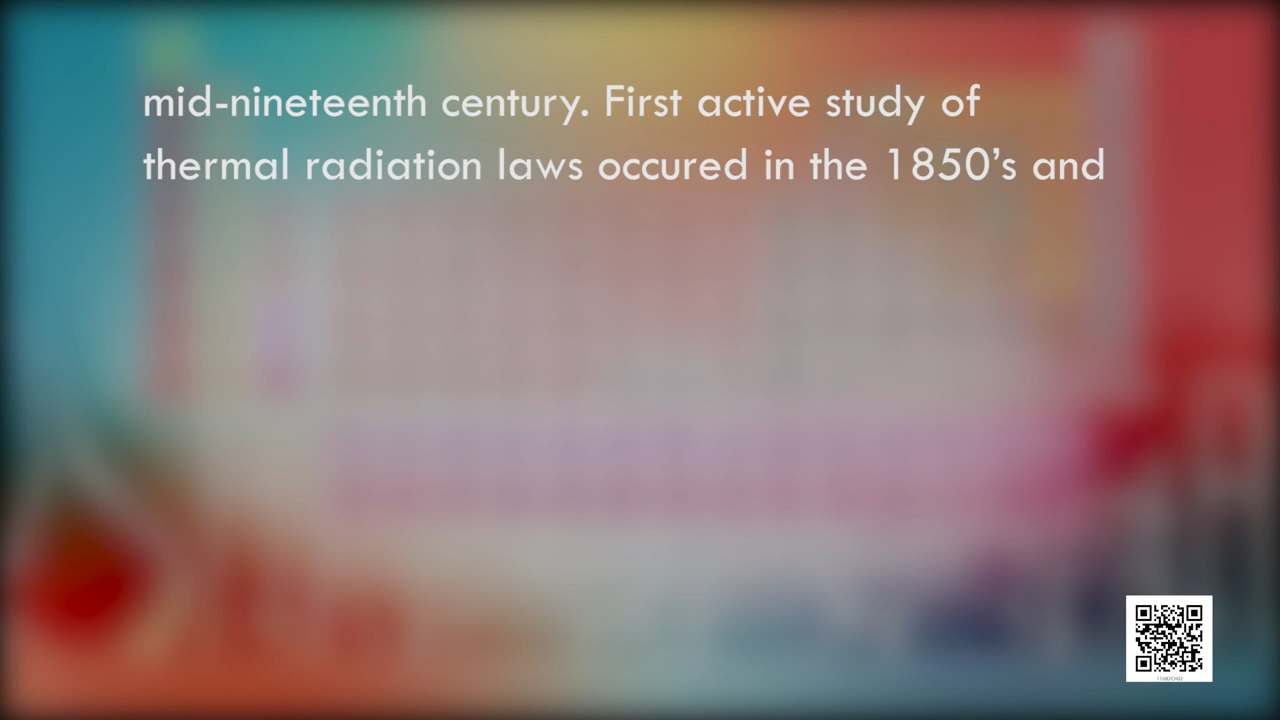 mid-nineteenth century. First active study of
thermal radiation laws occured in the 1850’s and